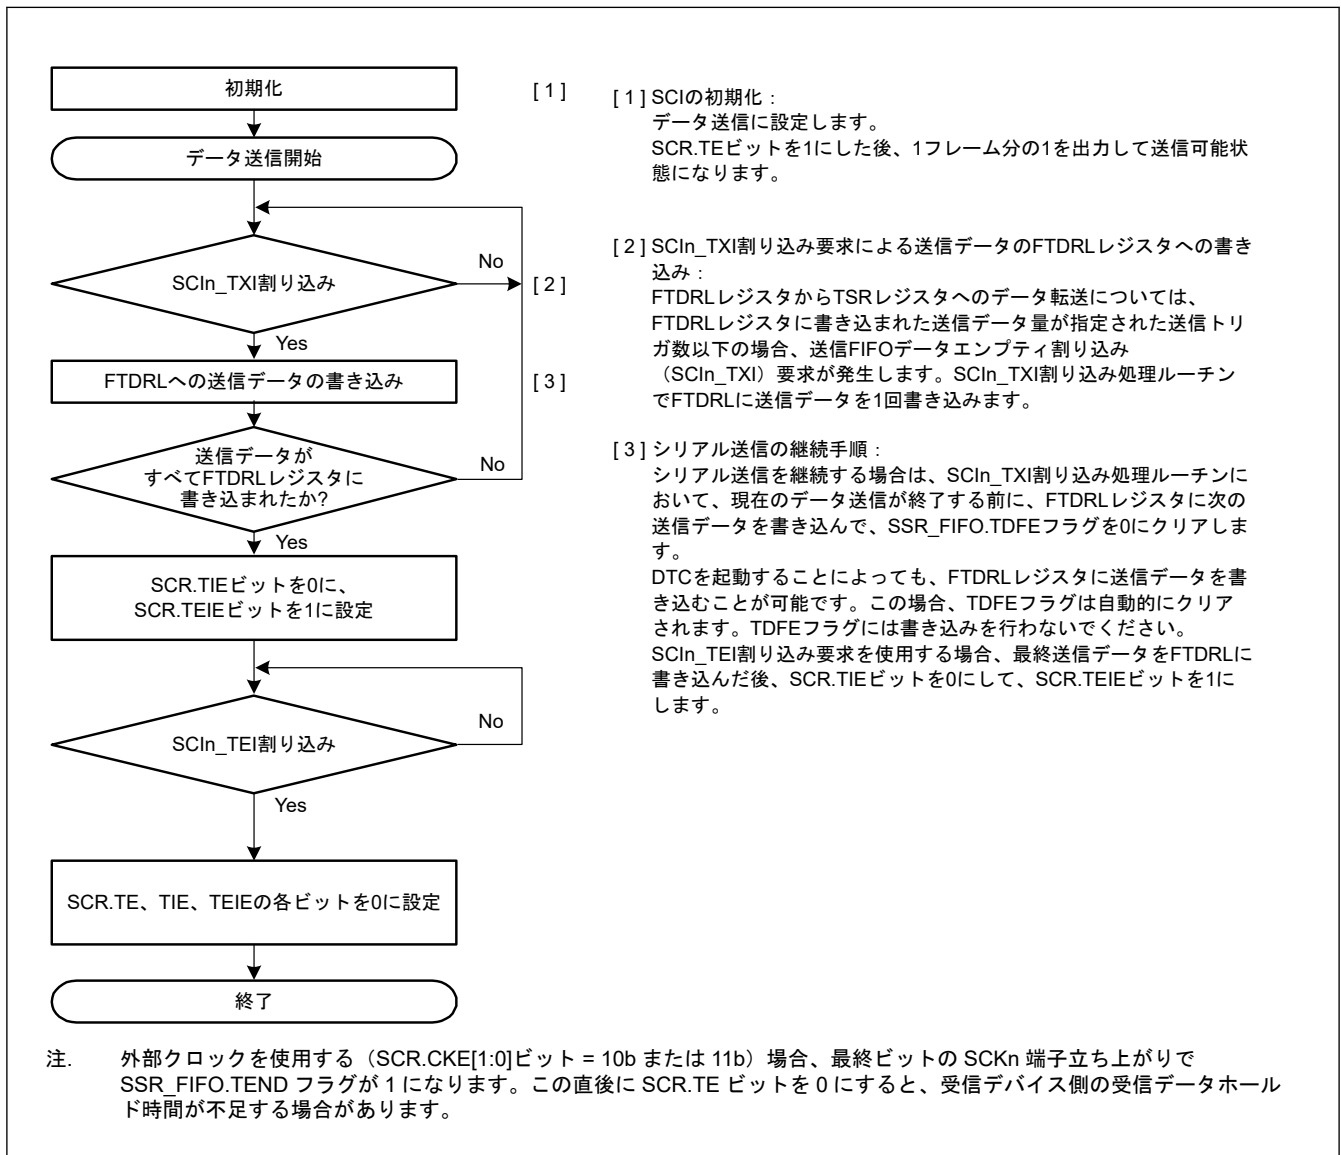 初期化
[ 1 ]
データ送信開始
SCIn_TXI割り込み
No
[ 2 ]
Yes
FTDRLへの送信データの書き込み
[ 3 ]
送信データが
すべてFTDRLレジスタに
書き込まれたか?
No
Yes
SCR.TIEビットを0に、
SCR.TEIEビットを1に設定
SCIn_TEI割り込み
No
Yes
SCR.TE、TIE、TEIEの各ビットを0に設定
終了
[ 1 ] SCIの初期化：
データ送信に設定します。
SCR.TEビットを1にした後、1フレーム分の1を出力して送信可能状
態になります。
[ 2 ] SCIn_TXI割り込み要求による送信データのFTDRLレジスタへの書き
込み：
FTDRLレジスタからTSRレジスタへのデータ転送については、
FTDRLレジスタに書き込まれた送信データ量が指定された送信トリ
ガ数以下の場合、送信FIFOデータエンプティ割り込み
（SCIn_TXI）要求が発生します。SCIn_TXI割り込み処理ルーチン
でFTDRLに送信データを1回書き込みます。
[ 3 ] シリアル送信の継続手順：
シリアル送信を継続する場合は、SCIn_TXI割り込み処理ルーチンに
おいて、現在のデータ送信が終了する前に、FTDRLレジスタに次の
送信データを書き込んで、SSR_FIFO.TDFEフラグを0にクリアしま
す。
DTCを起動することによっても、FTDRLレジスタに送信データを書
き込むことが可能です。この場合、TDFEフラグは自動的にクリア
されます。TDFEフラグには書き込みを行わないでください。
SCIn_TEI割り込み要求を使用する場合、最終送信データをFTDRLに
書き込んだ後、SCR.TIEビットを0にして、SCR.TEIEビットを1に
します。
注. 外部クロックを使用する（SCR.CKE[1:0]ビット = 10b または 11b）場合、最終ビットの SCKn 端子立ち上がりで
SSR_FIFO.TEND フラグが 1 になります。この直後に SCR.TE ビットを 0 にすると、受信デバイス側の受信データホール
ド時間が不足する場合があります。